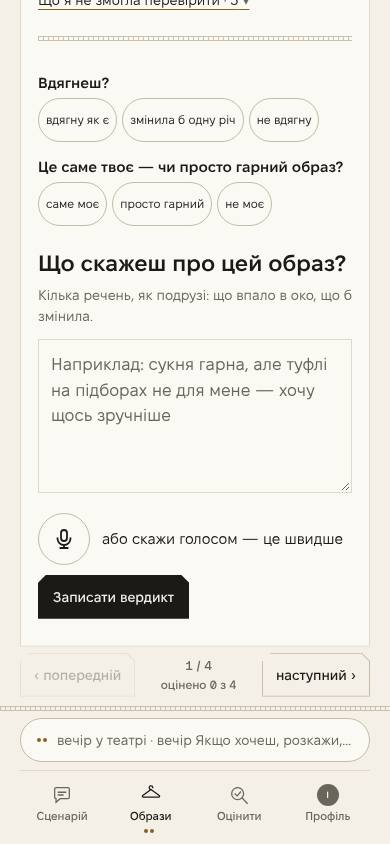 Що я не змогла перевірити · 5 ▾
Вдягнеш?
вдягну як є
змінила б одну річ
не вдягну
Це саме твоє — чи просто гарний образ?
саме моє
просто гарний
не моє
Що скажеш про цей образ?
Кілька речень, як подрузі: що впало в око, що б
змінила.
Наприклад: сукня гарна, але туфлі
на підборах не для мене — хочу
щось зручніше
або скажи голосом — це швидше
Записати вердикт
‹ попередній
1 / 4
оцінено 0 з 4
наступний ›
вечір у театрі · вечір Якщо хочеш, розкажи,...
Сценарій
Образи
Оцінити
І
Профіль